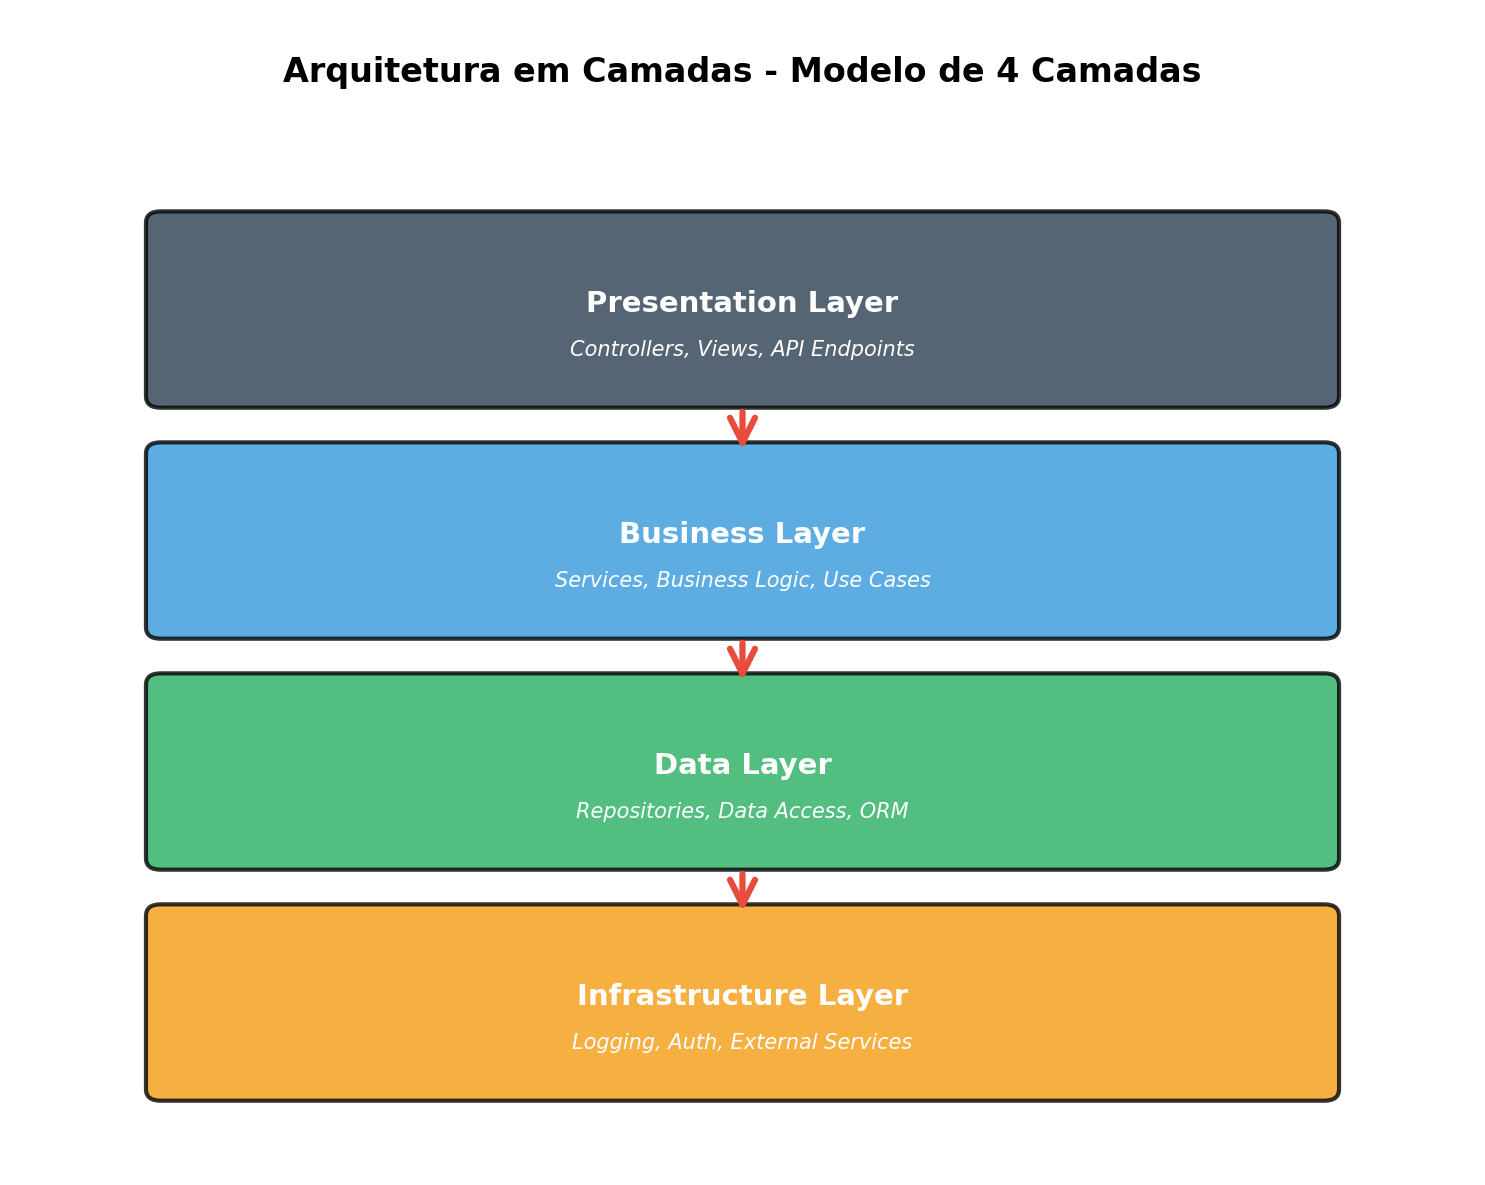 Arquitetura em Camadas - Modelo de 4 Camadas
Presentation Layer
Controllers, Views, API Endpoints
Business Layer
Services, Business Logic, Use Cases
Data Layer
Repositories, Data Access, ORM
Infrastructure Layer
Logging, Auth, External Services